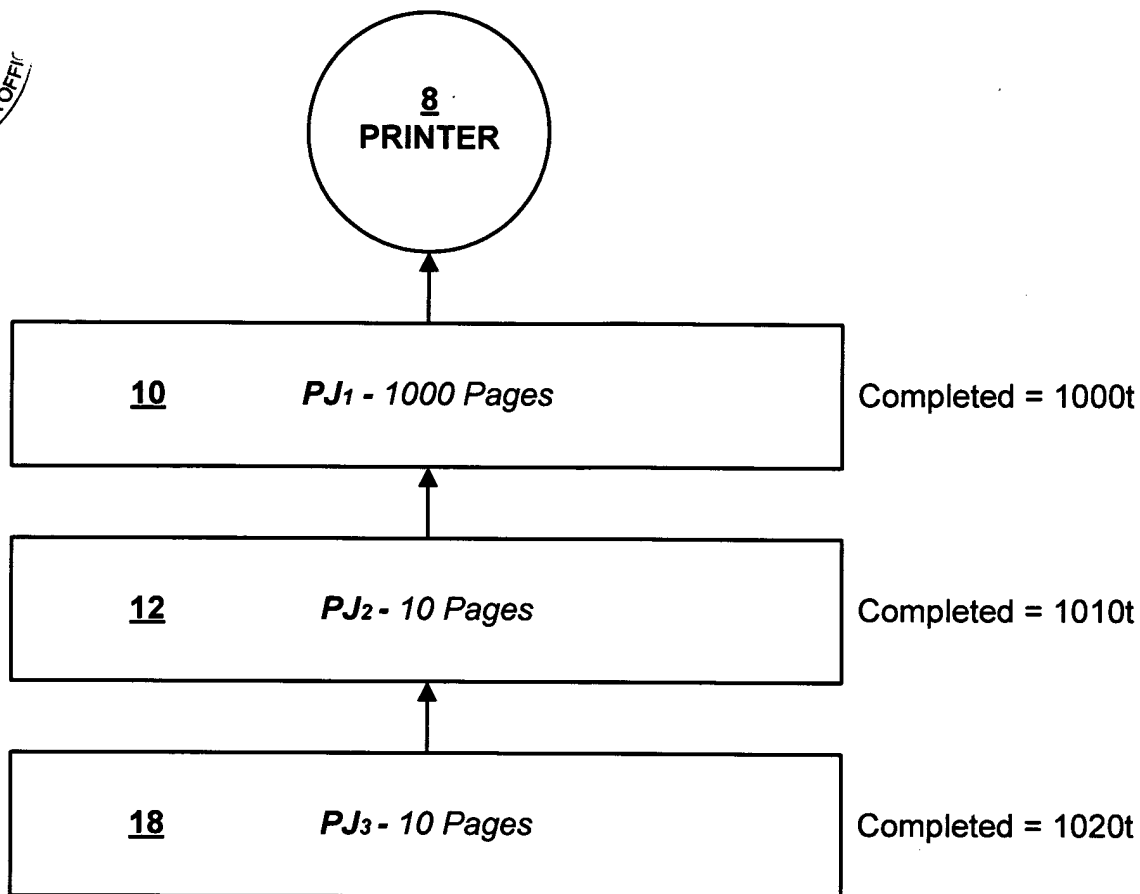 8
PRINTER
10 PJ1 - 1000 Pages Completed = 1000t
12 PJ2 - 10 Pages Completed = 1010t
18 PJ3 - 10 Pages Completed = 1020t